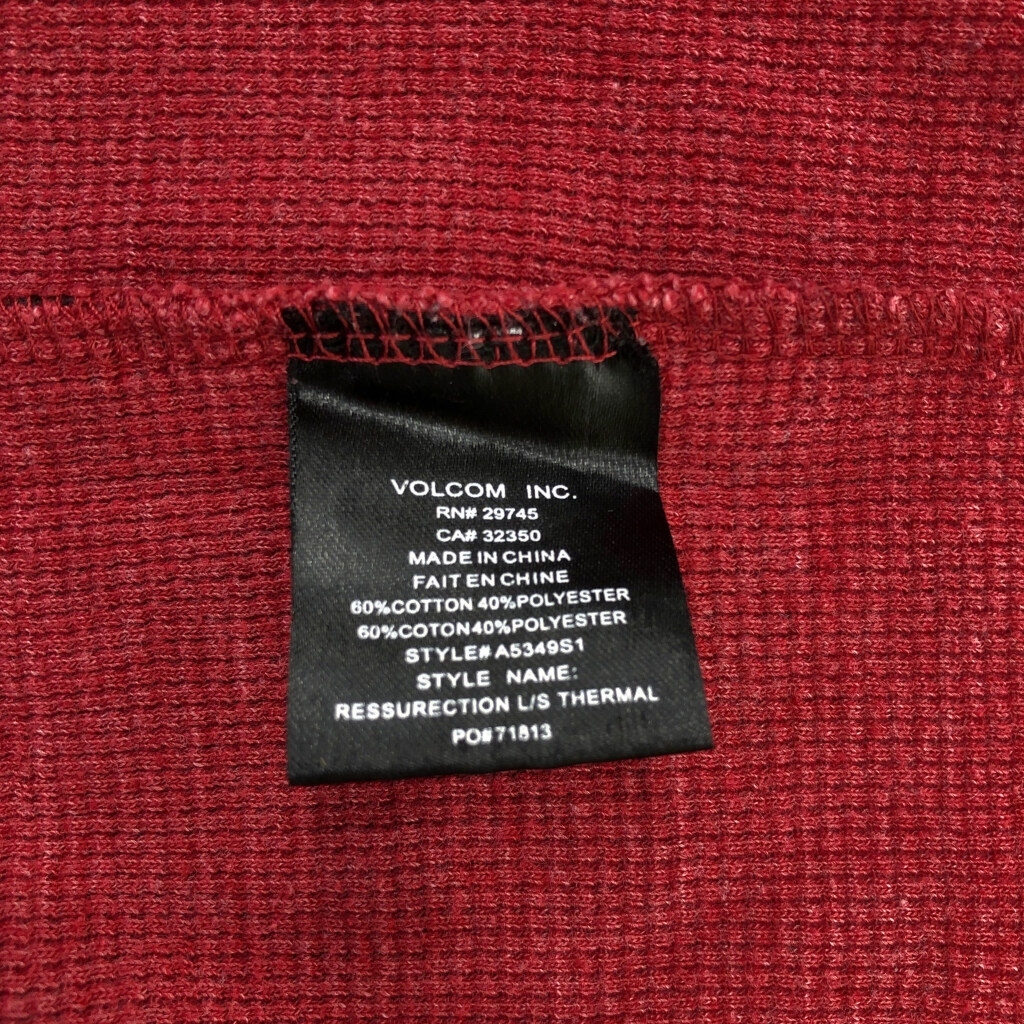 VOLCOM INC.
RN# 29745
CA# 32350
MADE IN CHINA
FAIT EN CHINE
60%COTTON 40%POLYESTER
60%COTON40%POLYESTER
STYLE#A5349S1
STYLE NAME:
RESSURECTION L/S THERMAL
PO#71813